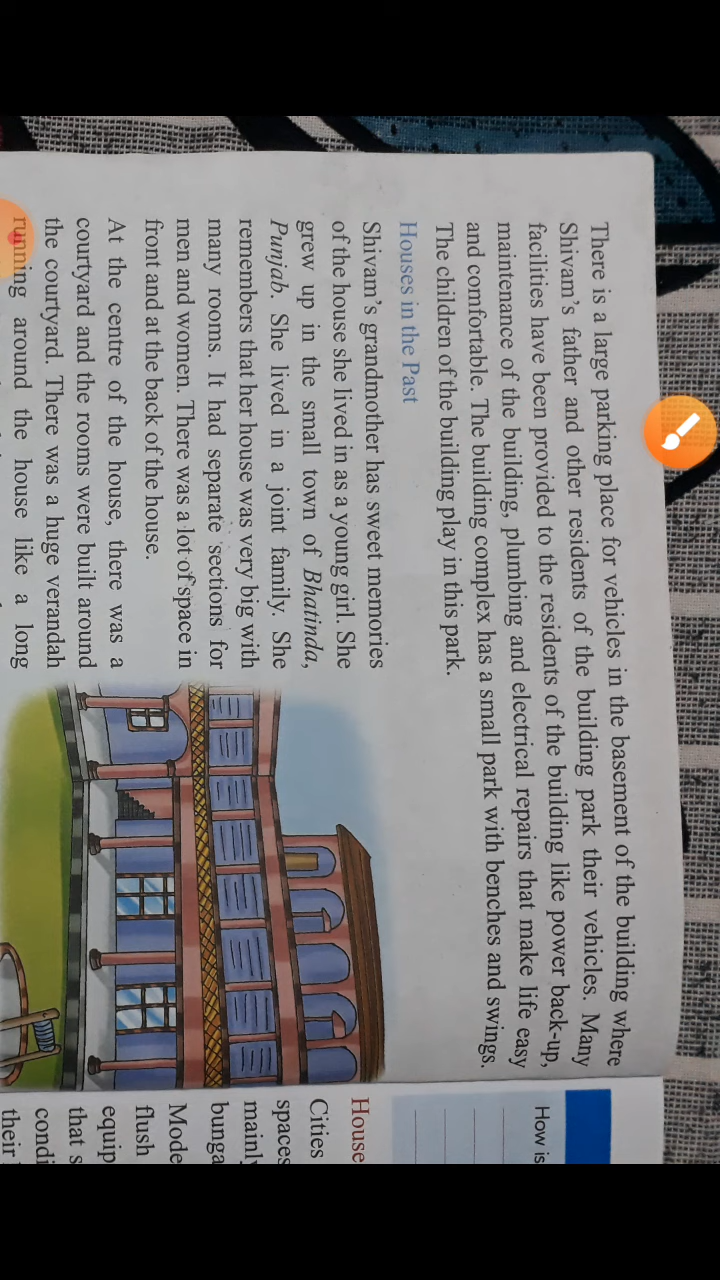 There is a large parking place for vehicles in the basement of the building where
Shivam's father and other residents of the building park their vehicles. Many
facilities have been provided to the residents of the building like power back-up,
maintenance of the building, plumbing and electrical repairs that make life easy
and comfortable. The building complex has a small park with benches and swings.
The children of the building play in this park.
Houses in the Past
Shivam's grandmother has sweet memories
of the house she lived in as a young girl. She
grew up in the small town of Bhatinda,
Punjab. She lived in a joint family. She
remembers that her house was very big with
many rooms. It had separate sections for
men and women. There was a lot of space in
front and at the back of the house.
At the centre of the house, there was a
courtyard and the rooms were built around
the courtyard. There was a huge verandah
running around the house like a long
How is
House
Cities
spaces
mainly
bunga
Mode
flush
equip
that s
condi
their